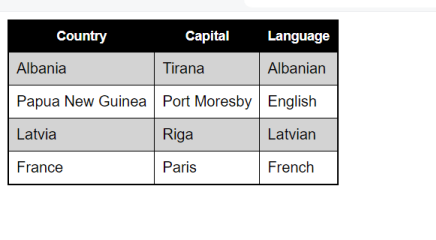 Country Capital Language
Albania Tirana Albanian
Papua New Guinea Port Moresby English
Latvia Riga Latvian
France Paris French